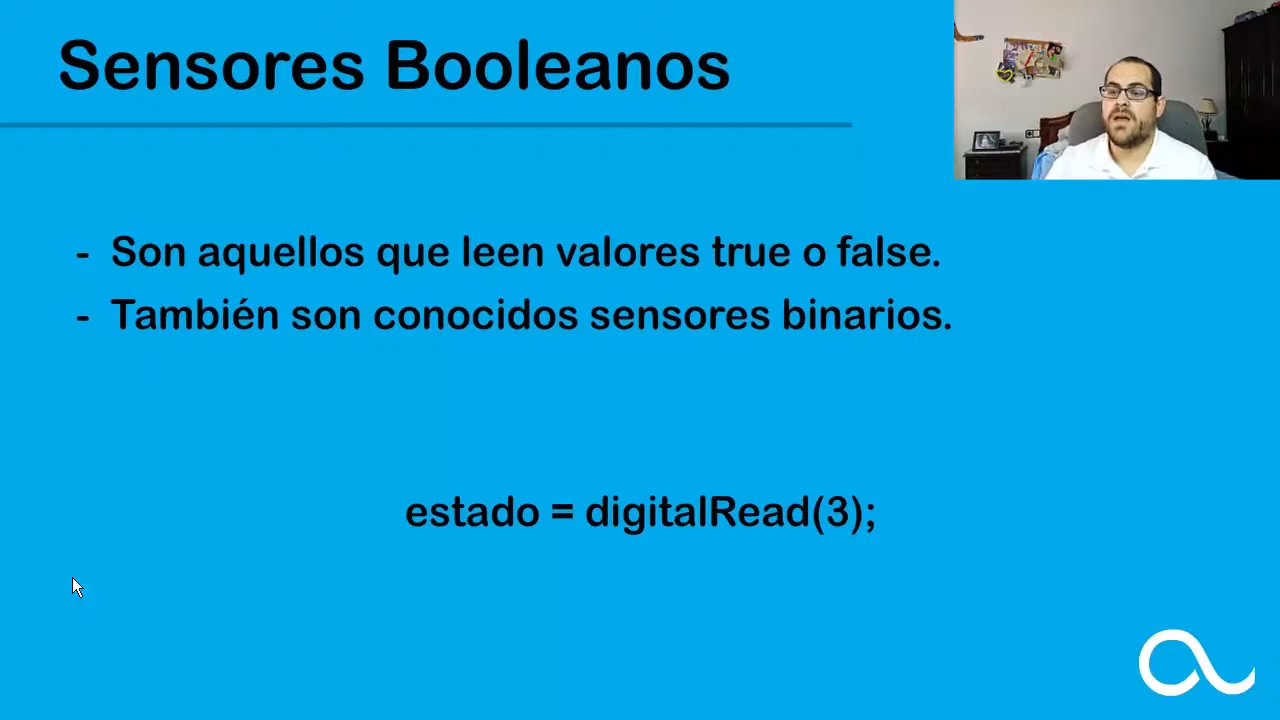 Sensores Booleanos
- Son aquellos que leen valores true o false.
- También son conocidos sensores binarios.
estado = digitalRead(3);